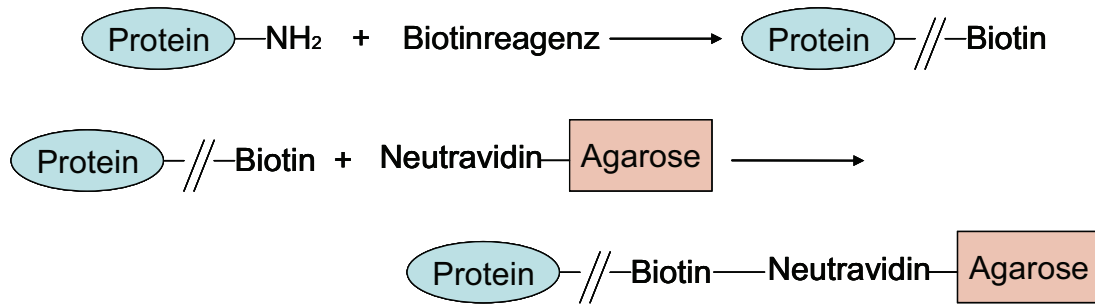 Protein NH₂ + Biotinreagenz Protein Biotin
Protein Biotin + Neutravidin Agarose
Protein Biotin Neutravidin Agarose